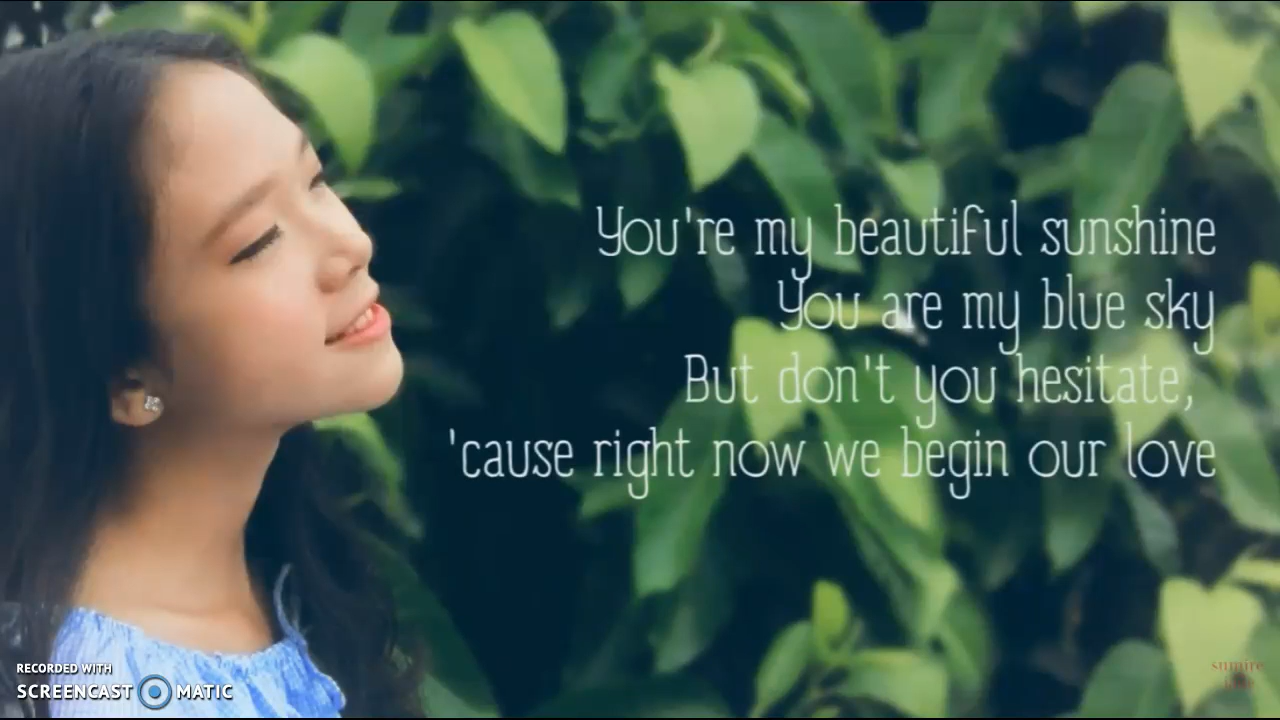 You're my beautiful sunshine
You are my blue sky
But don't you hesitate,
'cause right now we begin our love
RECORDED WITH
SCREENCAST MATIC
sumire